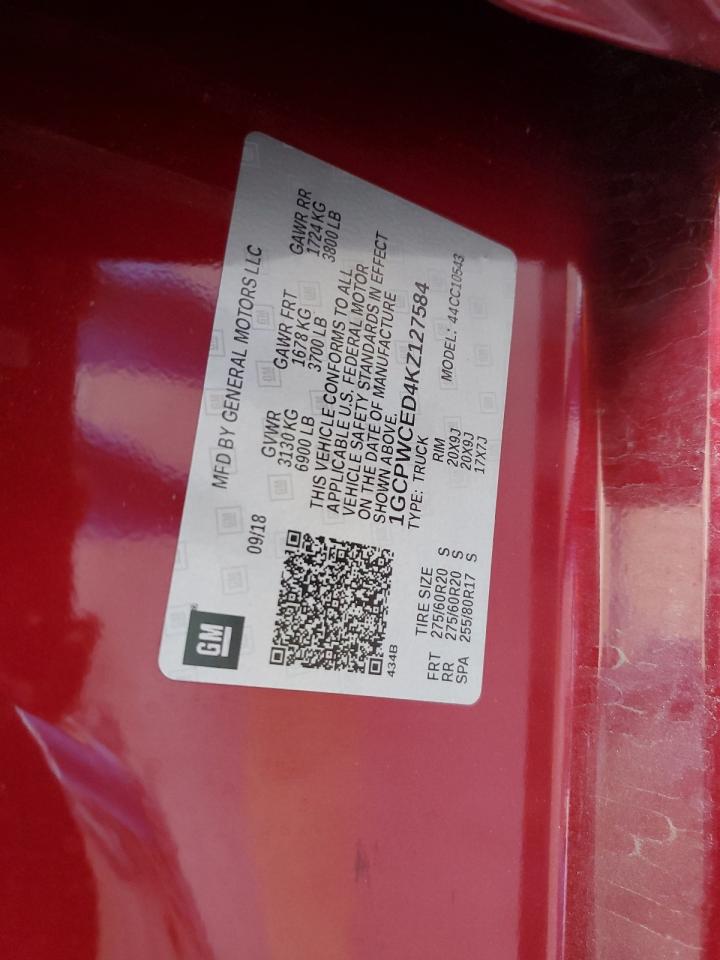 GM
MFD BY GENERAL MOTORS LLC
09/18
GVWR GAWR FRT GAWR RR
3130 KG 1678 KG 1724 KG
6900 LB 3700 LB 3800 LB
THIS VEHICLE CONFORMS TO ALL
APPLICABLE U.S. FEDERAL MOTOR
VEHICLE SAFETY STANDARDS IN EFFECT
ON THE DATE OF MANUFACTURE
SHOWN ABOVE.
1GCPWCED4KZ127584
TYPE: TRUCK MODEL: 44CC10543
434B
TIRE SIZE RIM
FRT 275/60R20 S 20X9J
RR 275/60R20 S 20X9J
SPA 255/80R17 S 17X7J